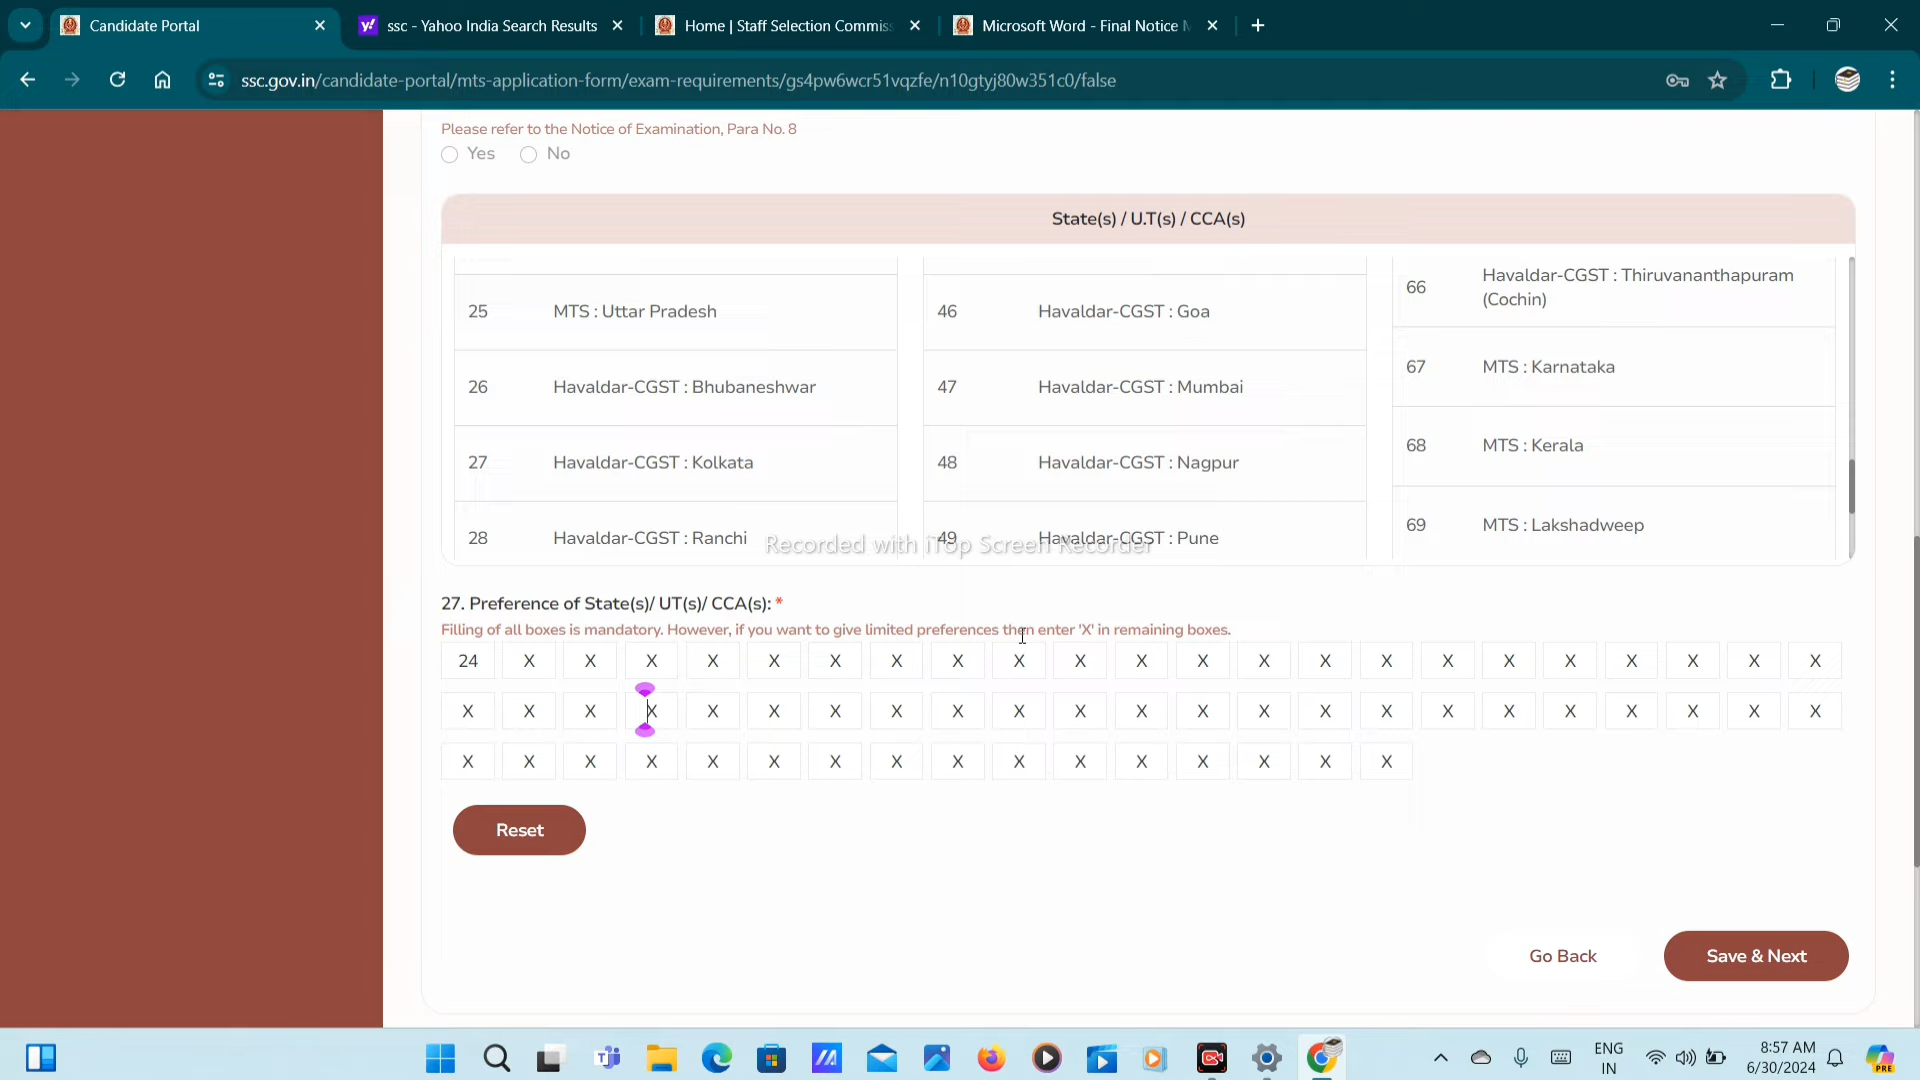 Candidate Portal
ssc - Yahoo India Search Results
Home | Staff Selection Commis
Microsoft Word - Final Notice
ssc.gov.in/candidate-portal/mts-application-form/exam-requirements/gs4pw6wcr51vqzfe/n10gtyj80w351c0/false
Please refer to the Notice of Examination, Para No. 8
Yes No
State(s) / U.T(s) / CCA(s)
25 MTS : Uttar Pradesh
26 Havaldar-CGST : Bhubaneshwar
27 Havaldar-CGST : Kolkata
28 Havaldar-CGST : Ranchi
46 Havaldar-CGST : Goa
47 Havaldar-CGST : Mumbai
48 Havaldar-CGST : Nagpur
49 Havaldar-CGST : Pune
66 Havaldar-CGST : Thiruvananthapuram
(Cochin)
67 MTS : Karnataka
68 MTS : Kerala
69 MTS : Lakshadweep
Recorded with iTop Screen Recorder
27. Preference of State(s)/ UT(s)/ CCA(s): *
Filling of all boxes is mandatory. However, if you want to give limited preferences then enter 'X' in remaining boxes.
24 X X X X X X X X X X X X X X X X X X X X X X
X X X X X X X X X X X X X X X X X X X X X X X
X X X X X X X X X X X X X X X X
Reset
Go Back
Save & Next
ENG
IN
8:57 AM
6/30/2024
PRE